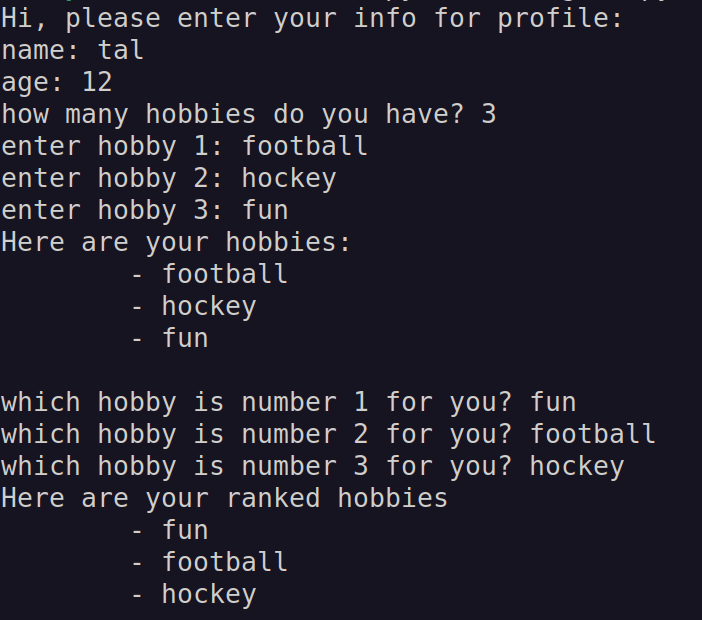 Hi, please enter your info for profile:
name: tal
age: 12
how many hobbies do you have? 3
enter hobby 1: football
enter hobby 2: hockey
enter hobby 3: fun
Here are your hobbies:
- football
- hockey
- fun
which hobby is number 1 for you? fun
which hobby is number 2 for you? football
which hobby is number 3 for you? hockey
Here are your ranked hobbies
- fun
- football
- hockey